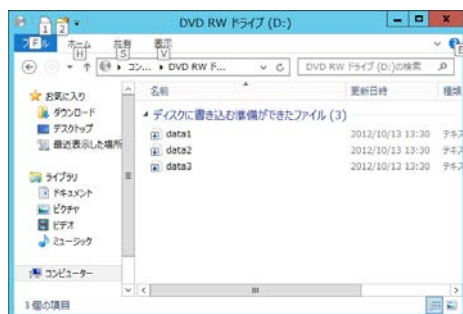 1 2 DVD RW ドライブ (D:)
ファイル ホーム 共有 表示
F H S V E
コン... DVD RW ド... DVD RW ドライブ (D:)の検索
お気に入り 名前 更新日時 種類
ダウンロード ディスクに書き込む準備ができたファイル (3)
デスクトップ data1 2012/10/13 13:30 テキス
最近表示した場所 data2 2012/10/13 13:30 テキス
data3 2012/10/13 13:30 テキス
ライブラリ
ドキュメント
ピクチャ
ビデオ
ミュージック
コンピューター
3 個の項目